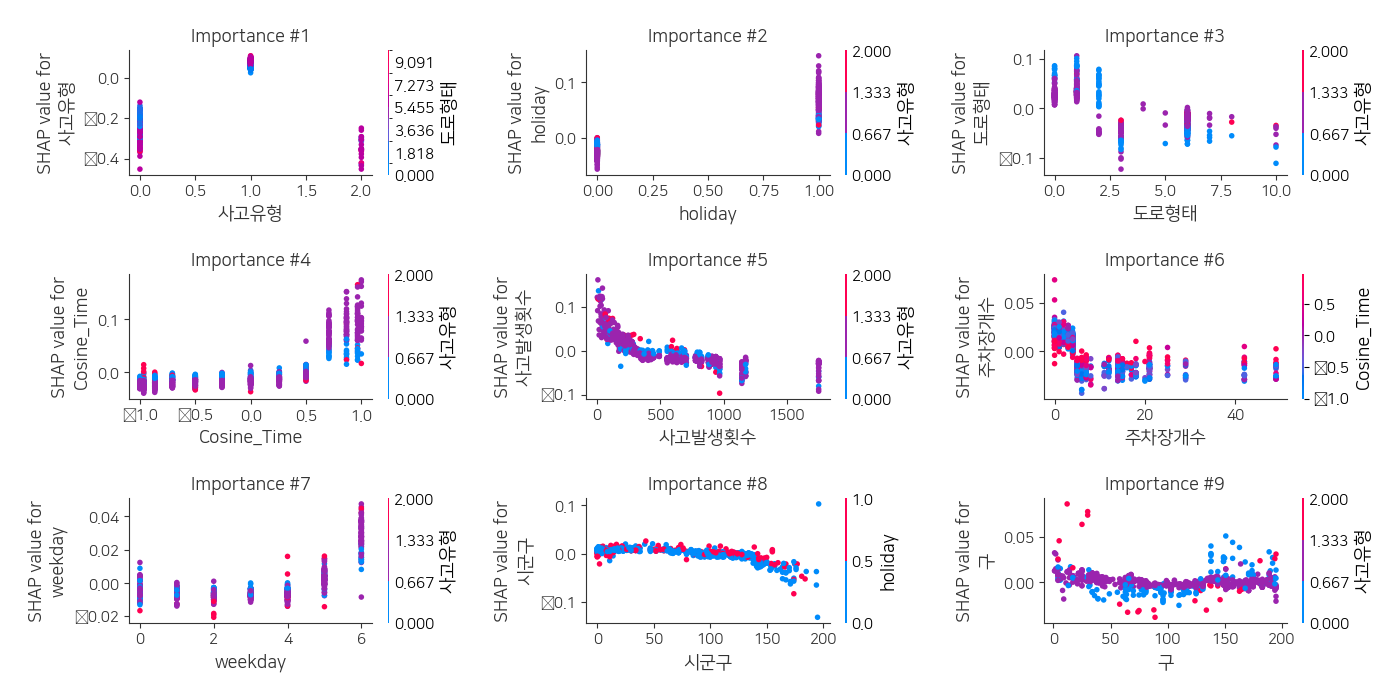 Importance #1
SHAP value for
사고유형
0.0
0.2
0.4
0.0 0.5 1.0 1.5 2.0
사고유형
9.091
7.273
5.455
3.636
1.818
0.000
도로형태
Importance #2
SHAP value for
holiday
0.1
0.0
0.00 0.25 0.50 0.75 1.00
holiday
2.000
1.333
0.667
0.000
사고유형
Importance #3
SHAP value for
도로형태
0.1
0.0
0.1
0.0 2.5 5.0 7.5 10.0
도로형태
2.000
1.333
0.667
0.000
사고유형
Importance #4
SHAP value for
Cosine_Time
0.1
0.0
1.0 0.5 0.0 0.5 1.0
Cosine_Time
2.000
1.333
0.667
0.000
사고유형
Importance #5
SHAP value for
사고발생횟수
0.1
0.0
0.1
0 500 1000 1500
사고발생횟수
2.000
1.333
0.667
0.000
사고유형
Importance #6
SHAP value for
주차장개수
0.05
0.00
0 20 40
주차장개수
0.5
0.0
0.5
1.0
Cosine_Time
Importance #7
SHAP value for
weekday
0.04
0.02
0.00
0.02
0 2 4 6
weekday
2.000
1.333
0.667
0.000
사고유형
Importance #8
SHAP value for
시군구
0.1
0.0
0.1
0 50 100 150 200
시군구
1.0
0.5
0.0
holiday
Importance #9
SHAP value for
구
0.05
0.00
0 50 100 150 200
구
2.000
1.333
0.667
0.000
사고유형